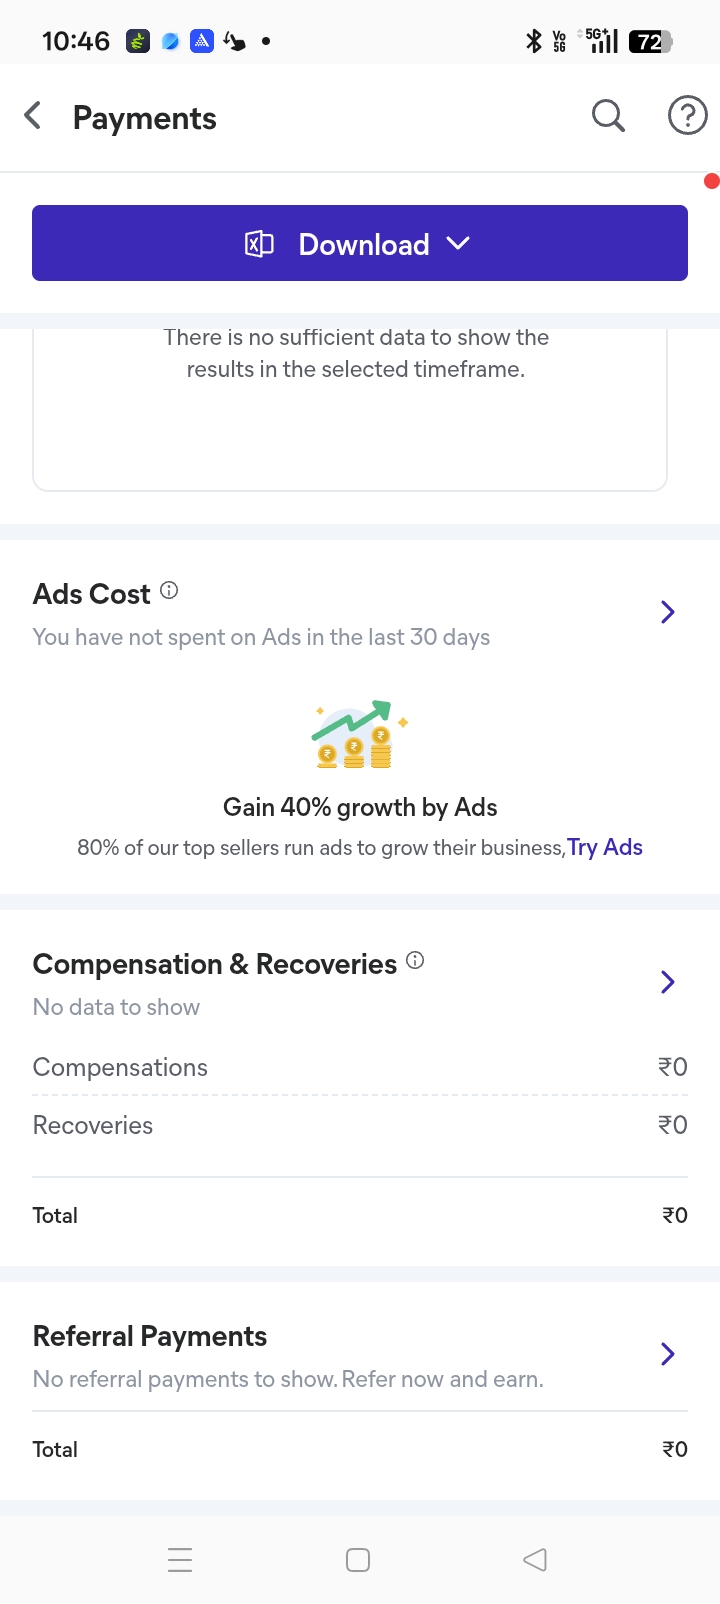 10:46
Vo
5G
5G+
72
Payments
Download
There is no sufficient data to show the
results in the selected timeframe.
Ads Cost
You have not spent on Ads in the last 30 days
Gain 40% growth by Ads
80% of our top sellers run ads to grow their business,Try Ads
Compensation & Recoveries
No data to show
Compensations ₹0
Recoveries ₹0
Total ₹0
Referral Payments
No referral payments to show. Refer now and earn.
Total ₹0